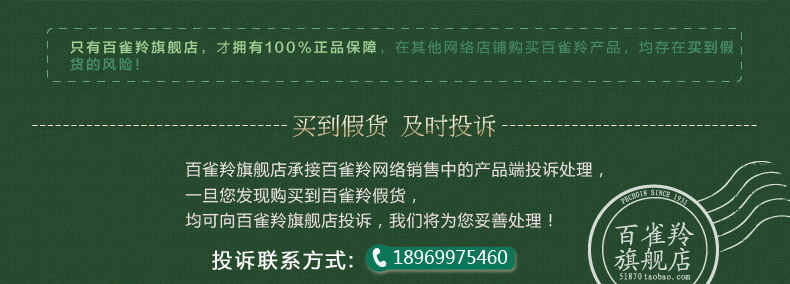 只有百雀羚旗舰店，才拥有100%正品保障，在其他网络店铺购买百雀羚产品，均存在买到假
货的风险！
买到假货 及时投诉
百雀羚旗舰店承接百雀羚网络销售中的产品端投诉处理，
一旦您发现购买到百雀羚假货，
均可向百雀羚旗舰店投诉，我们将为您妥善处理！
投诉联系方式: 18969975460
PECHOIN SINCE 1931
百雀羚
旗舰店
51870taobao.com